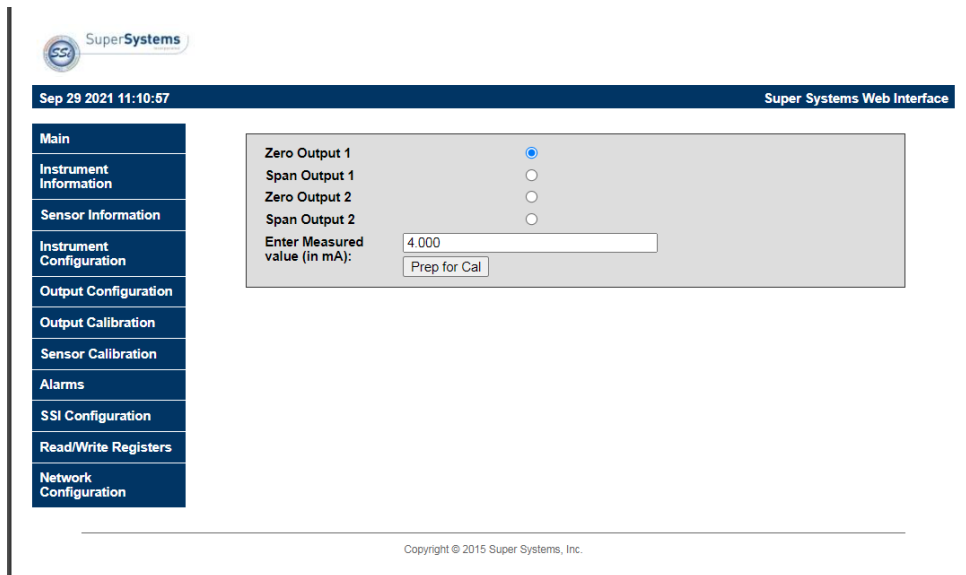 SSi SuperSystems
Sep 29 2021 11:10:57 Super Systems Web Interface
Main
Instrument
Information
Sensor Information
Instrument
Configuration
Output Configuration
Output Calibration
Sensor Calibration
Alarms
SSI Configuration
Read/Write Registers
Network
Configuration
Zero Output 1
Span Output 1
Zero Output 2
Span Output 2
Enter Measured
value (in mA):
4.000
Prep for Cal
Copyright © 2015 Super Systems, Inc.